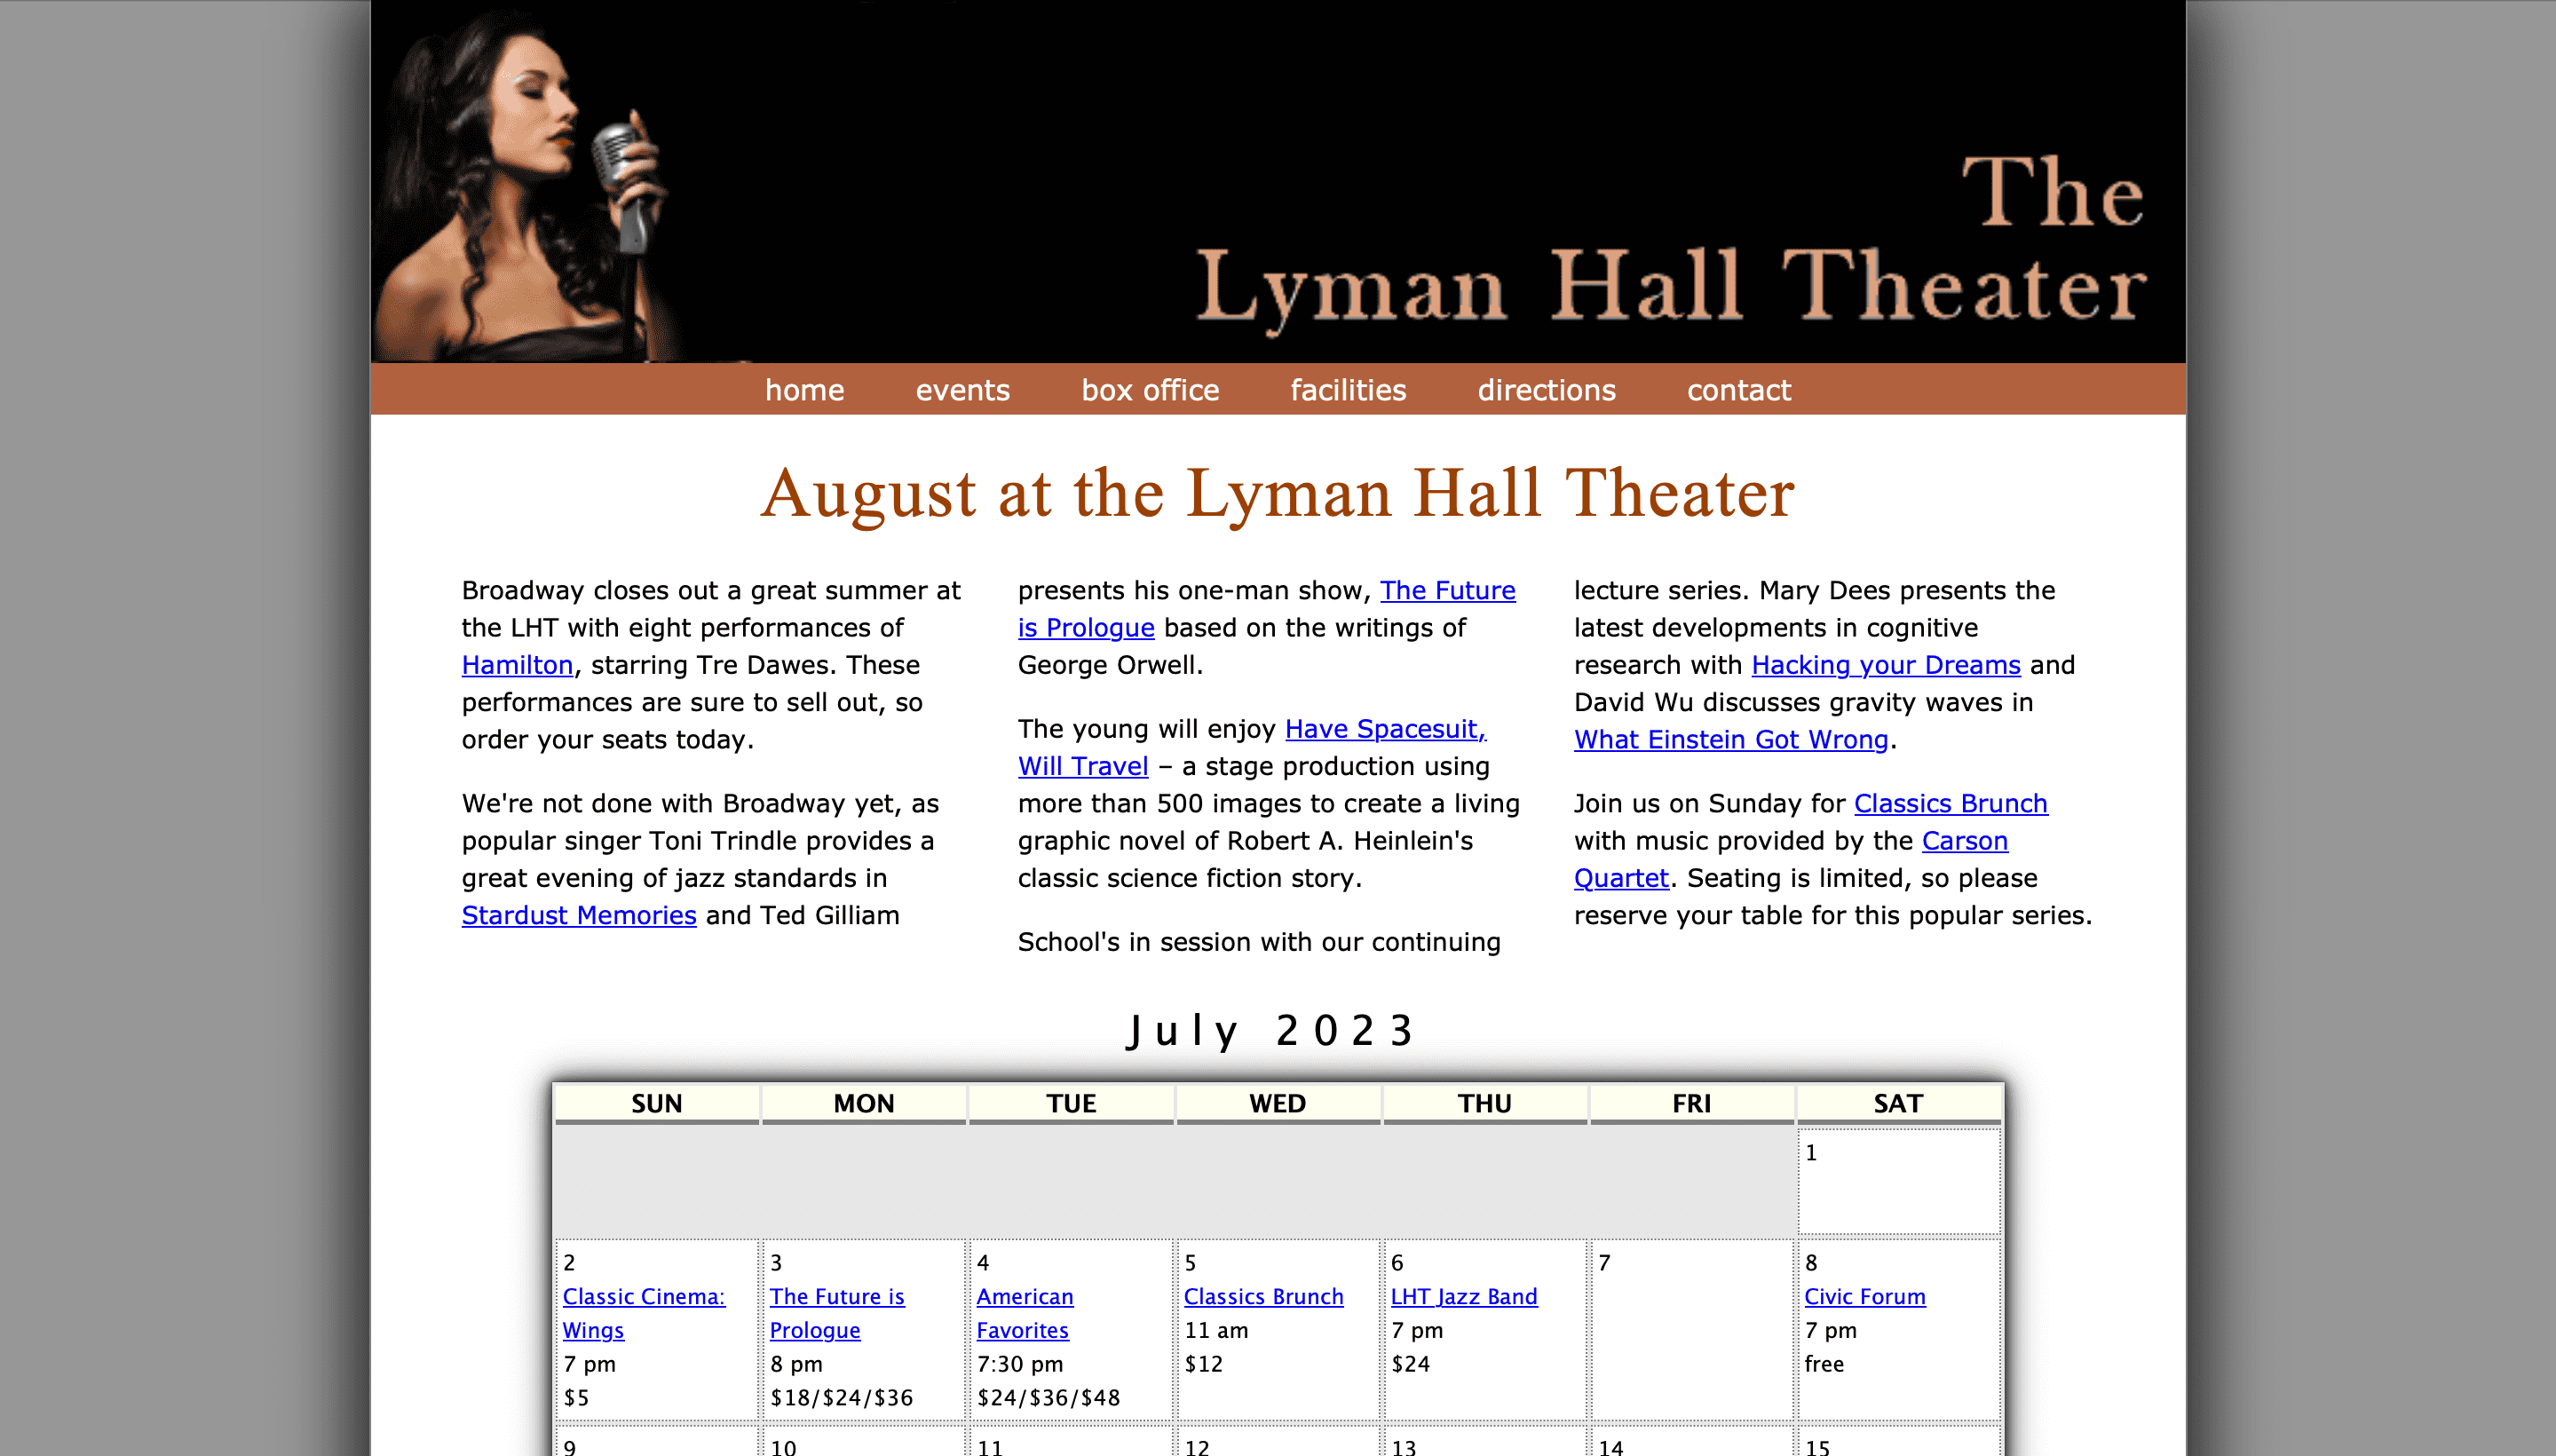 The
Lyman Hall Theater
home events box office facilities directions contact
August at the Lyman Hall Theater
Broadway closes out a great summer at
the LHT with eight performances of
Hamilton, starring Tre Dawes. These
performances are sure to sell out, so
order your seats today.
We're not done with Broadway yet, as
popular singer Toni Trindle provides a
great evening of jazz standards in
Stardust Memories and Ted Gilliam
presents his one-man show, The Future
is Prologue based on the writings of
George Orwell.
The young will enjoy Have Spacesuit,
Will Travel – a stage production using
more than 500 images to create a living
graphic novel of Robert A. Heinlein's
classic science fiction story.
School's in session with our continuing
lecture series. Mary Dees presents the
latest developments in cognitive
research with Hacking your Dreams and
David Wu discusses gravity waves in
What Einstein Got Wrong.
Join us on Sunday for Classics Brunch
with music provided by the Carson
Quartet. Seating is limited, so please
reserve your table for this popular series.
July 2023
SUN MON TUE WED THU FRI SAT
1
2
Classic Cinema:
Wings
7 pm
$5
3
The Future is
Prologue
8 pm
$18/$24/$36
4
American
Favorites
7:30 pm
$24/$36/$48
5
Classics Brunch
11 am
$12
6
LHT Jazz Band
7 pm
$24
7
8
Civic Forum
7 pm
free
9 10 11 12 13 14 15